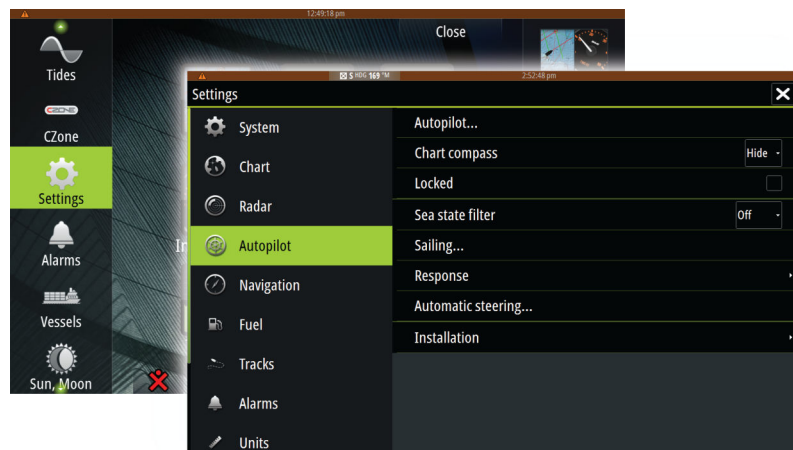 12:49:18 pm
Close
Tides
CZONE
CZone
Settings
Alarms
Vessels
Sun, Moon
S HDG 169 °M
2:52:48 pm
Settings
System
Chart
Radar
Autopilot
Navigation
Fuel
Tracks
Alarms
Units
Autopilot...
Chart compass
Hide
Locked
Sea state filter
Off
Sailing...
Response
Automatic steering...
Installation